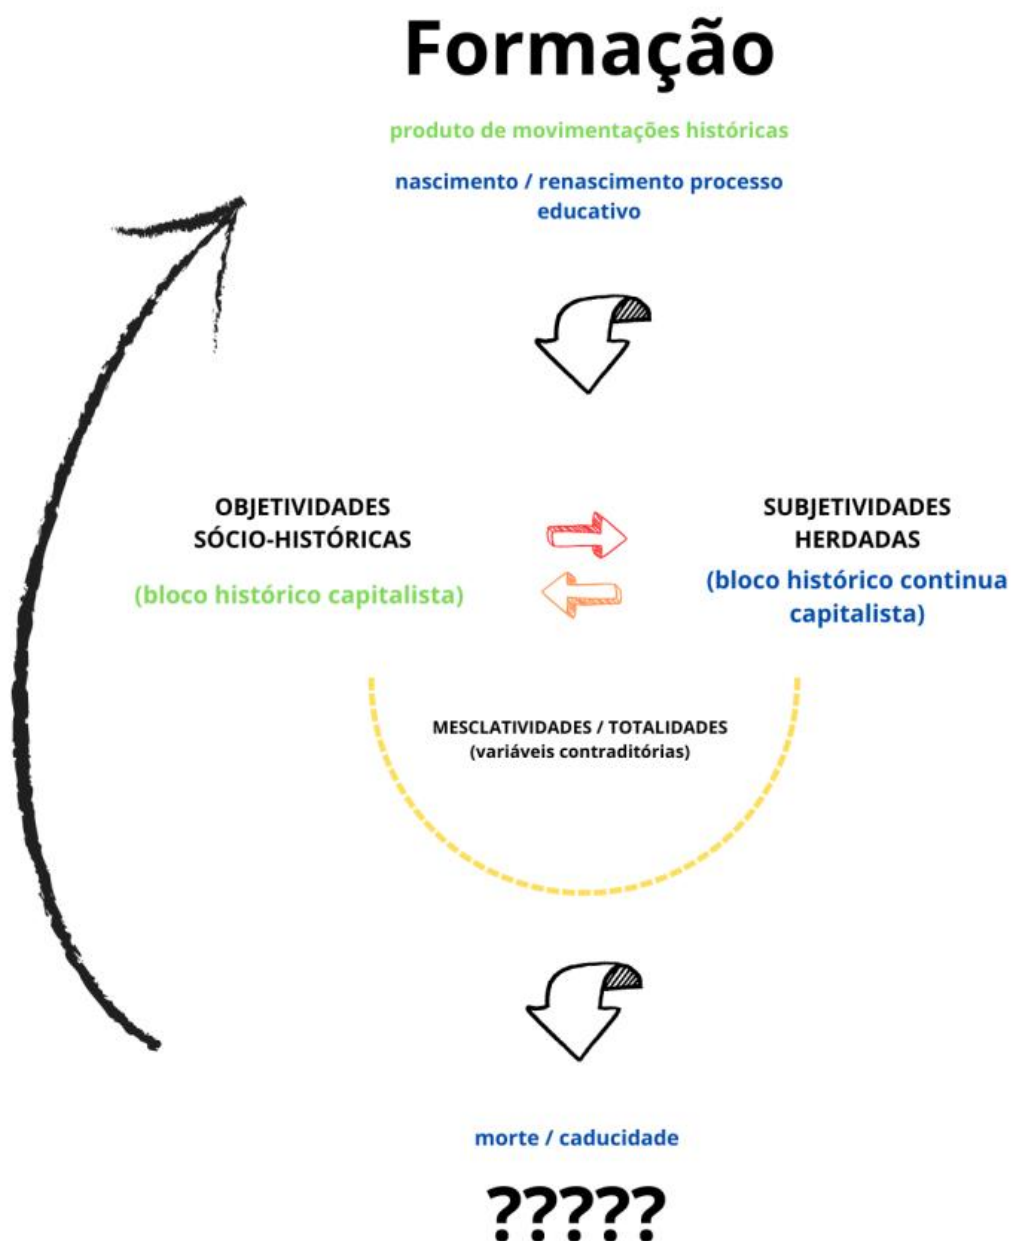 Formação
produto de movimentações históricas
nascimento / renascimento processo
educativo
OBJETIVIDADES
SÓCIO-HISTÓRICAS
(bloco histórico capitalista)
SUBJETIVIDADES
HERDADAS
(bloco histórico continua
capitalista)
MESCLATIVIDADES / TOTALIDADES
(variáveis contraditórias)
morte / caducidade
?????